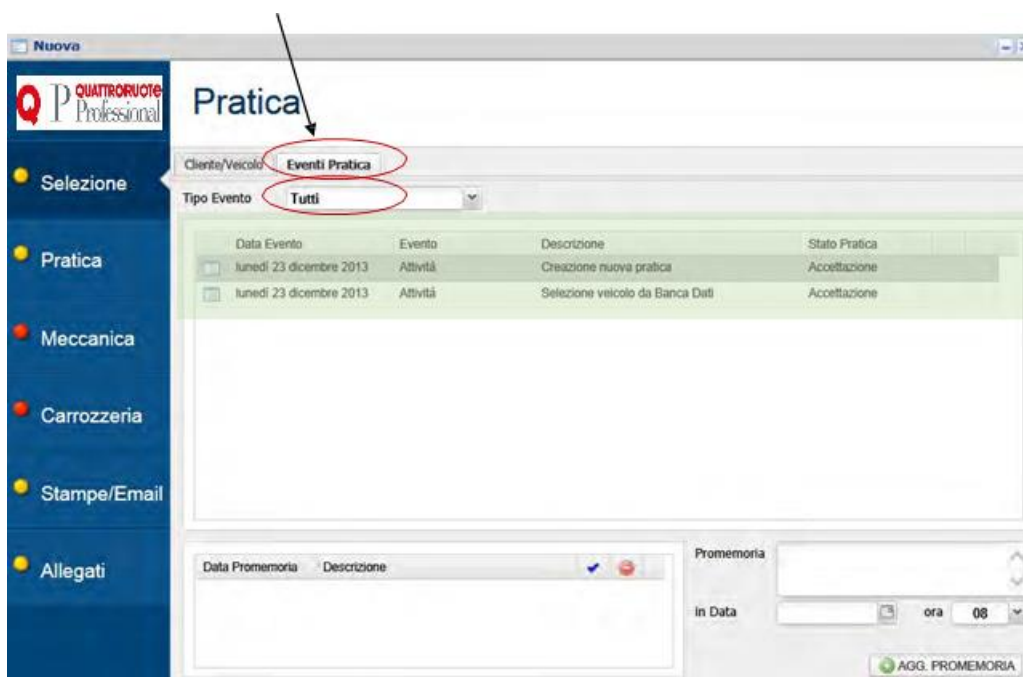 Nuova
Q P QUATTRORUOTE
Professional
Pratica
Cliente/Veicolo Eventi Pratica
Selezione
Tipo Evento Tutti
Data Evento Evento Descrizione Stato Pratica
lunedì 23 dicembre 2013 Attività Creazione nuova pratica Accettazione
lunedì 23 dicembre 2013 Attività Selezione veicolo da Banca Dati Accettazione
Pratica
Meccanica
Carrozzeria
Stampe/Email
Allegati
Data Promemoria Descrizione
Promemoria
in Data ora 08
AGG. PROMEMORIA